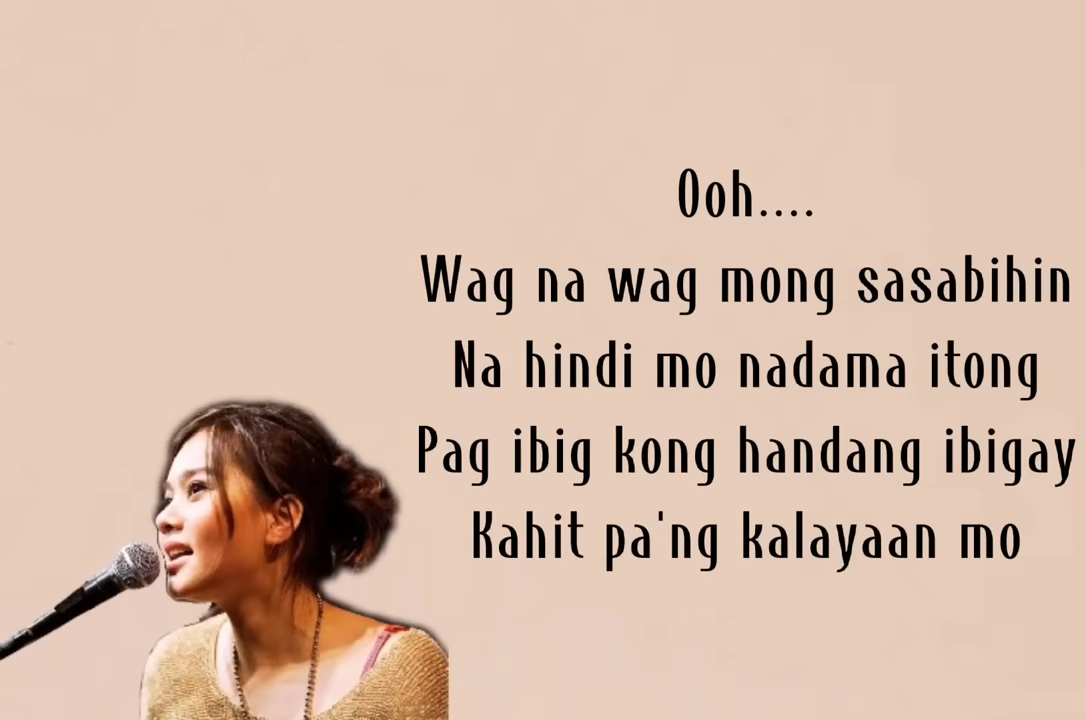 Ooh....
Wag na wag mong sasabihin
Na hindi mo nadama itong
Pag ibig kong handang ibigay
Kahit pa'ng kalayaan mo